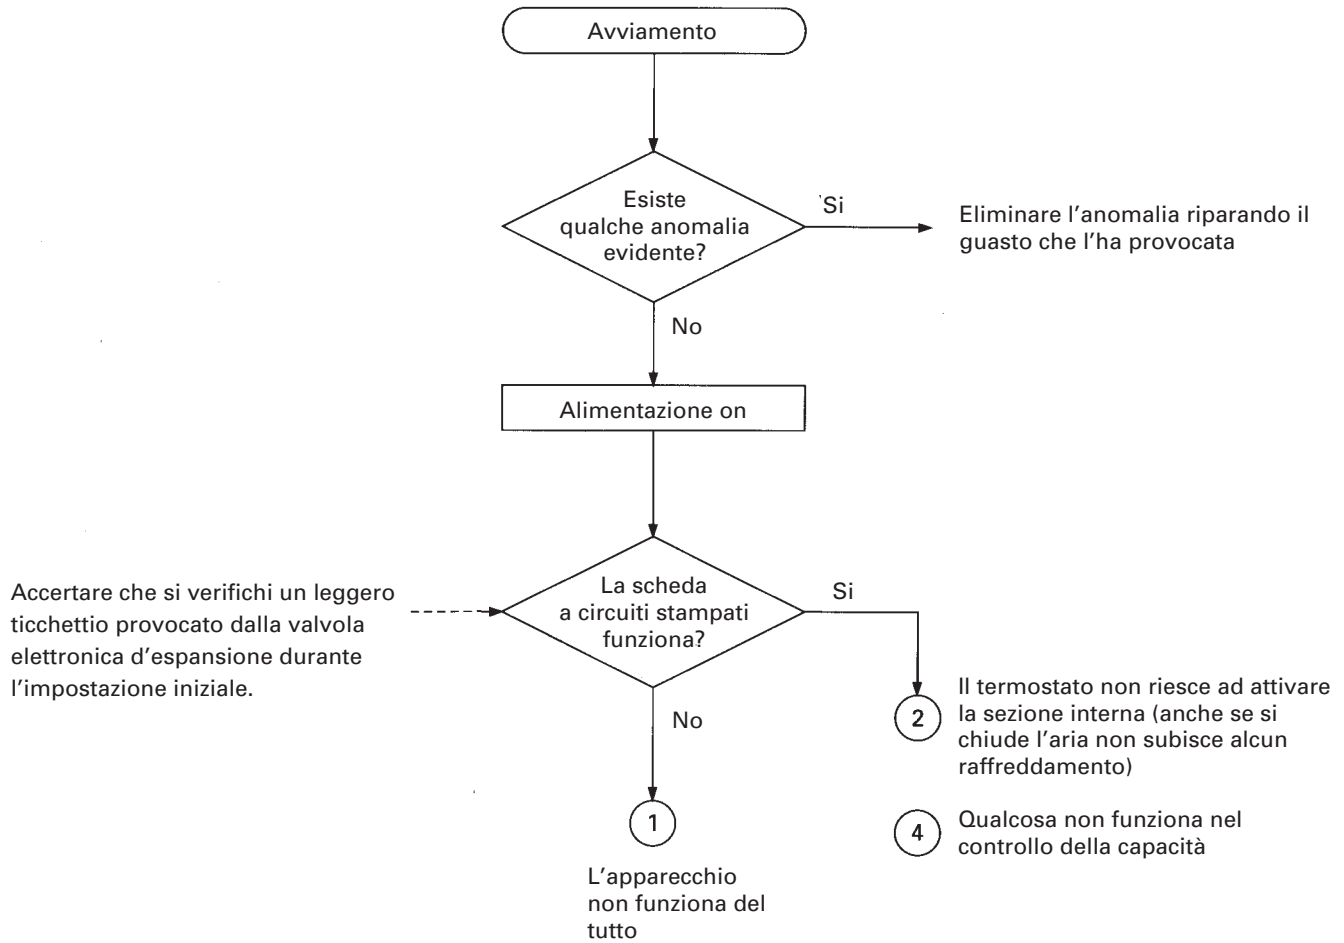 Avviamento
Esiste
qualche anomalia
evidente?
Si
Eliminare l'anomalia riparando il
guasto che l'ha provocata
No
Alimentazione on
Accertare che si verifichi un leggero
ticchettio provocato dalla valvola
elettronica d'espansione durante
l'impostazione iniziale.
La scheda
a circuiti stampati
funziona?
Si
No
2
Il termostato non riesce ad attivare
la sezione interna (anche se si
chiude l'aria non subisce alcun
raffreddamento)
1
L'apparecchio
non funziona del
tutto
4
Qualcosa non funziona nel
controllo della capacità